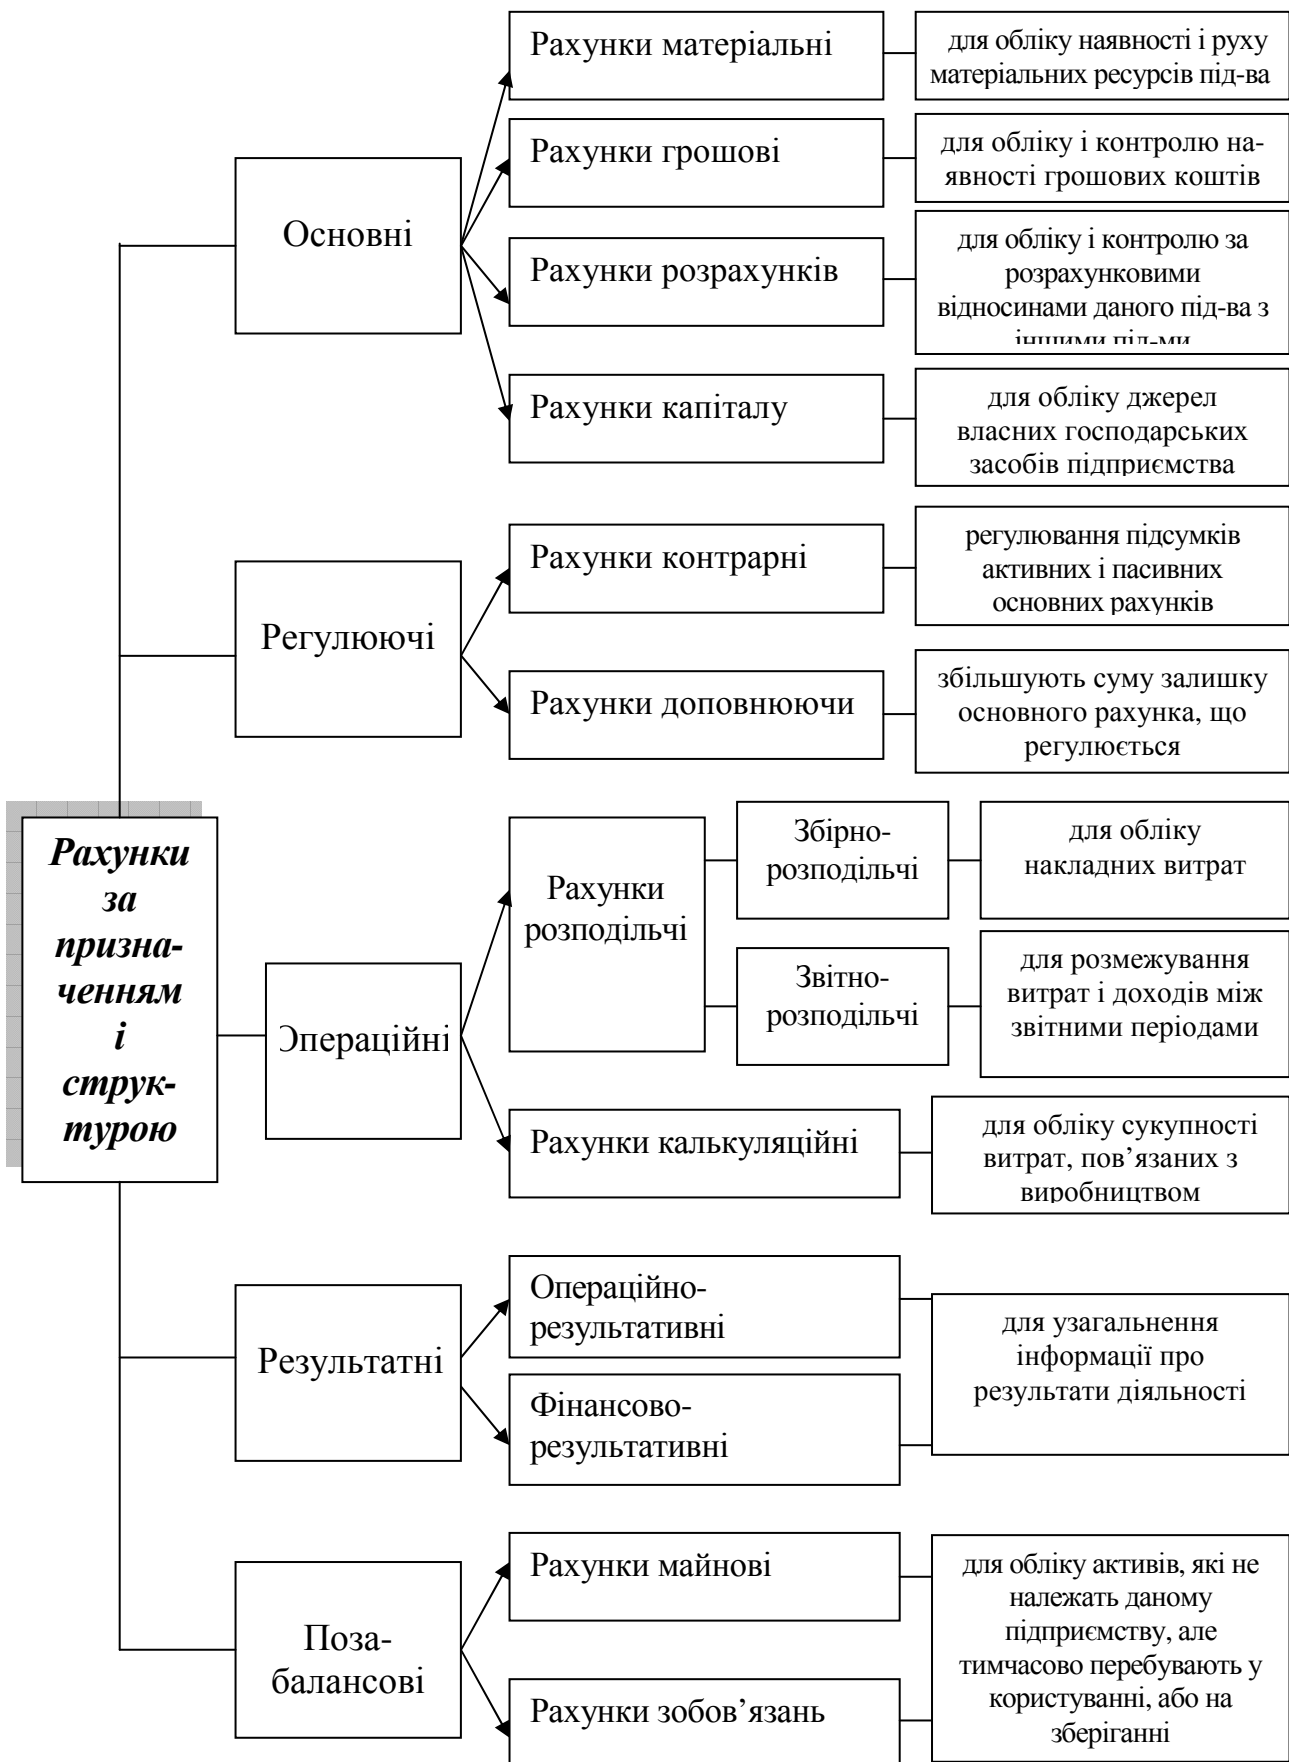 Рахунки матеріальні
для обліку наявності і руху
матеріальних ресурсів під-ва
Рахунки грошові
для обліку і контролю на-
явності грошових коштів
Основні
Рахунки розрахунків
для обліку і контролю за
розрахунковими
відносинами даного під-ва з
іншими під-ми
Рахунки капіталу
для обліку джерел
власних господарських
засобів підприємства
Рахунки контрарні
регулювання підсумків
активних і пасивних
основних рахунків
Регулюючі
Рахунки доповнюючи
збільшують суму залишку
основного рахунка, що
регулюється
Рахунки
за
призна-
ченням
і
струк-
турою
Операційні
Рахунки
розподільчі
Збірно-
розподільчі
для обліку
накладних витрат
Звітно-
розподільчі
для розмежування
витрат і доходів між
звітними періодами
Рахунки калькуляційні
для обліку сукупності
витрат, пов’язаних з
виробництвом
Результатні
Операційно-
результативні
Фінансово-
результативні
для узагальнення
інформації про
результати діяльності
Поза-
балансові
Рахунки майнові
Рахунки зобов’язань
для обліку активів, які не
належать даному
підприємству, але
тимчасово перебувають у
користуванні, або на
зберіганні